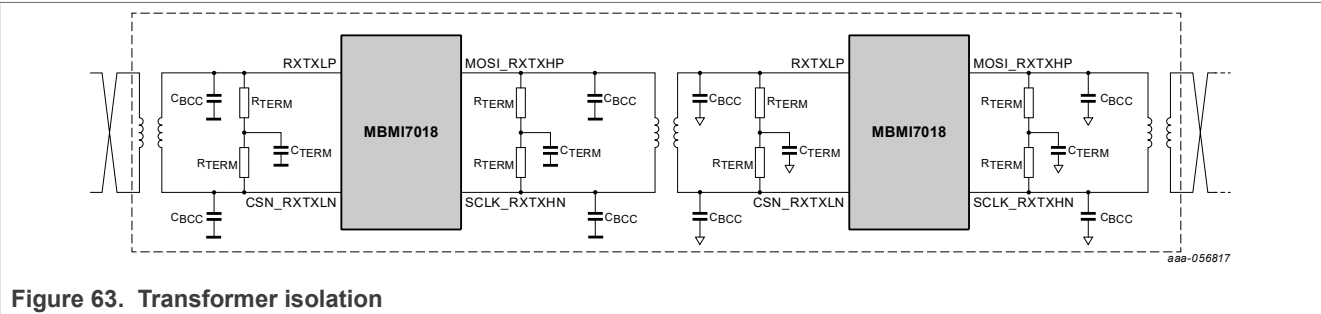 RXTXLP MOSI_RXTXHP RXTXLP MOSI_RXTXHP
CBCC RTERM RTERM CBCC CBCC RTERM RTERM CBCC
MBMI7018 MBMI7018
CTERM CTERM CTERM CTERM
RTERM RTERM RTERM RTERM
CSN_RXTXLN SCLK_RXTXHN CSN_RXTXLN SCLK_RXTXHN
CBCC CBCC CBCC CBCC
aaa-056817
Figure 63. Transformer isolation